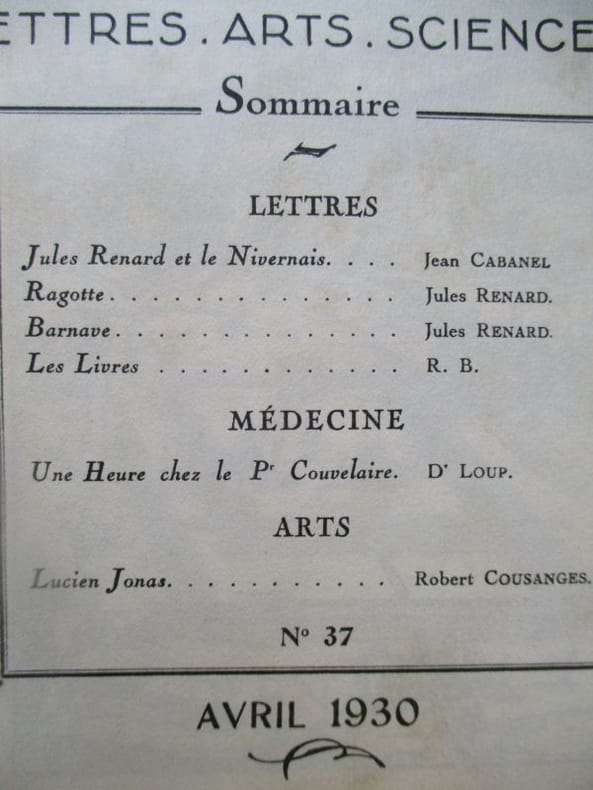 ETTRES. ARTS. SCIENCE
Sommaire
LETTRES
Jules Renard et le Nivernais. . . . Jean CABANEL
Ragotte. . . . . . . . . . . . . . Jules RENARD.
Barnave. . . . . . . . . . . . . . Jules RENARD.
Les Livres . . . . . . . . . . . . R. B.
MÉDECINE
Une Heure chez le Pr Couvelaire. Dr LOUP.
ARTS
Lucien Jonas. . . . . . . . . . . Robert COUSANGES.
No 37
AVRIL 1930